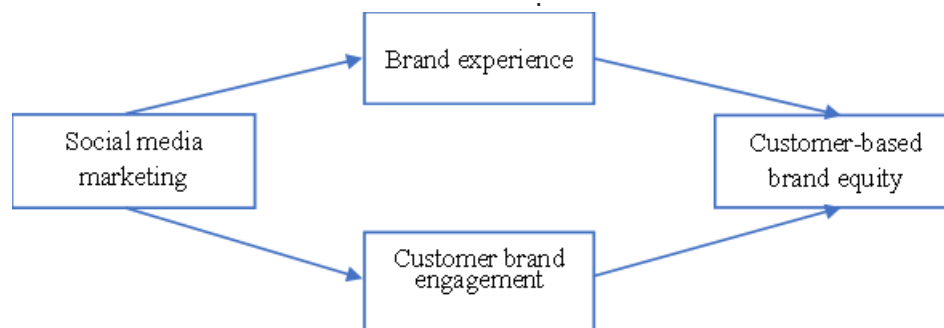 Brand experience
Social media
marketing
Customer-based
brand equity
Customer brand
engagement